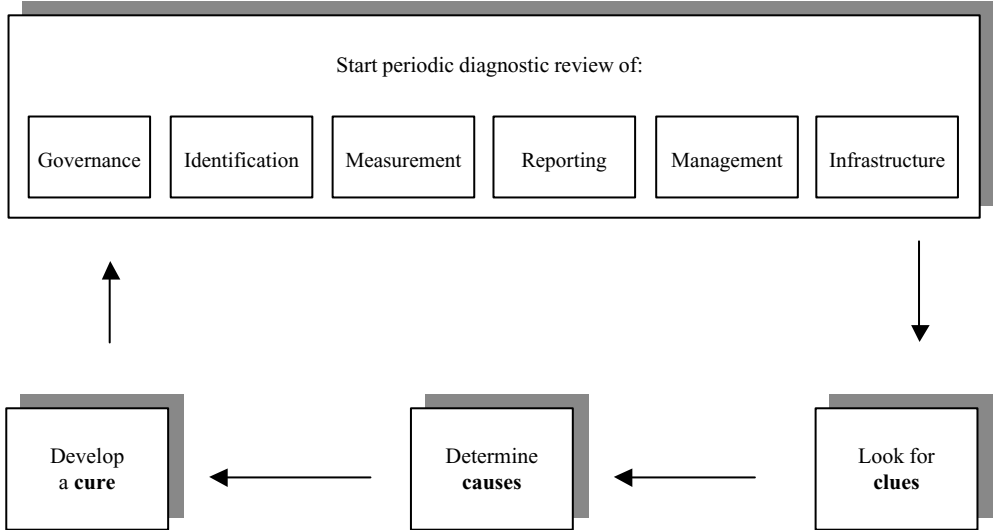 Start periodic diagnostic review of:
Governance
Identification
Measurement
Reporting
Management
Infrastructure
Develop
a cure
Determine
causes
Look for
clues